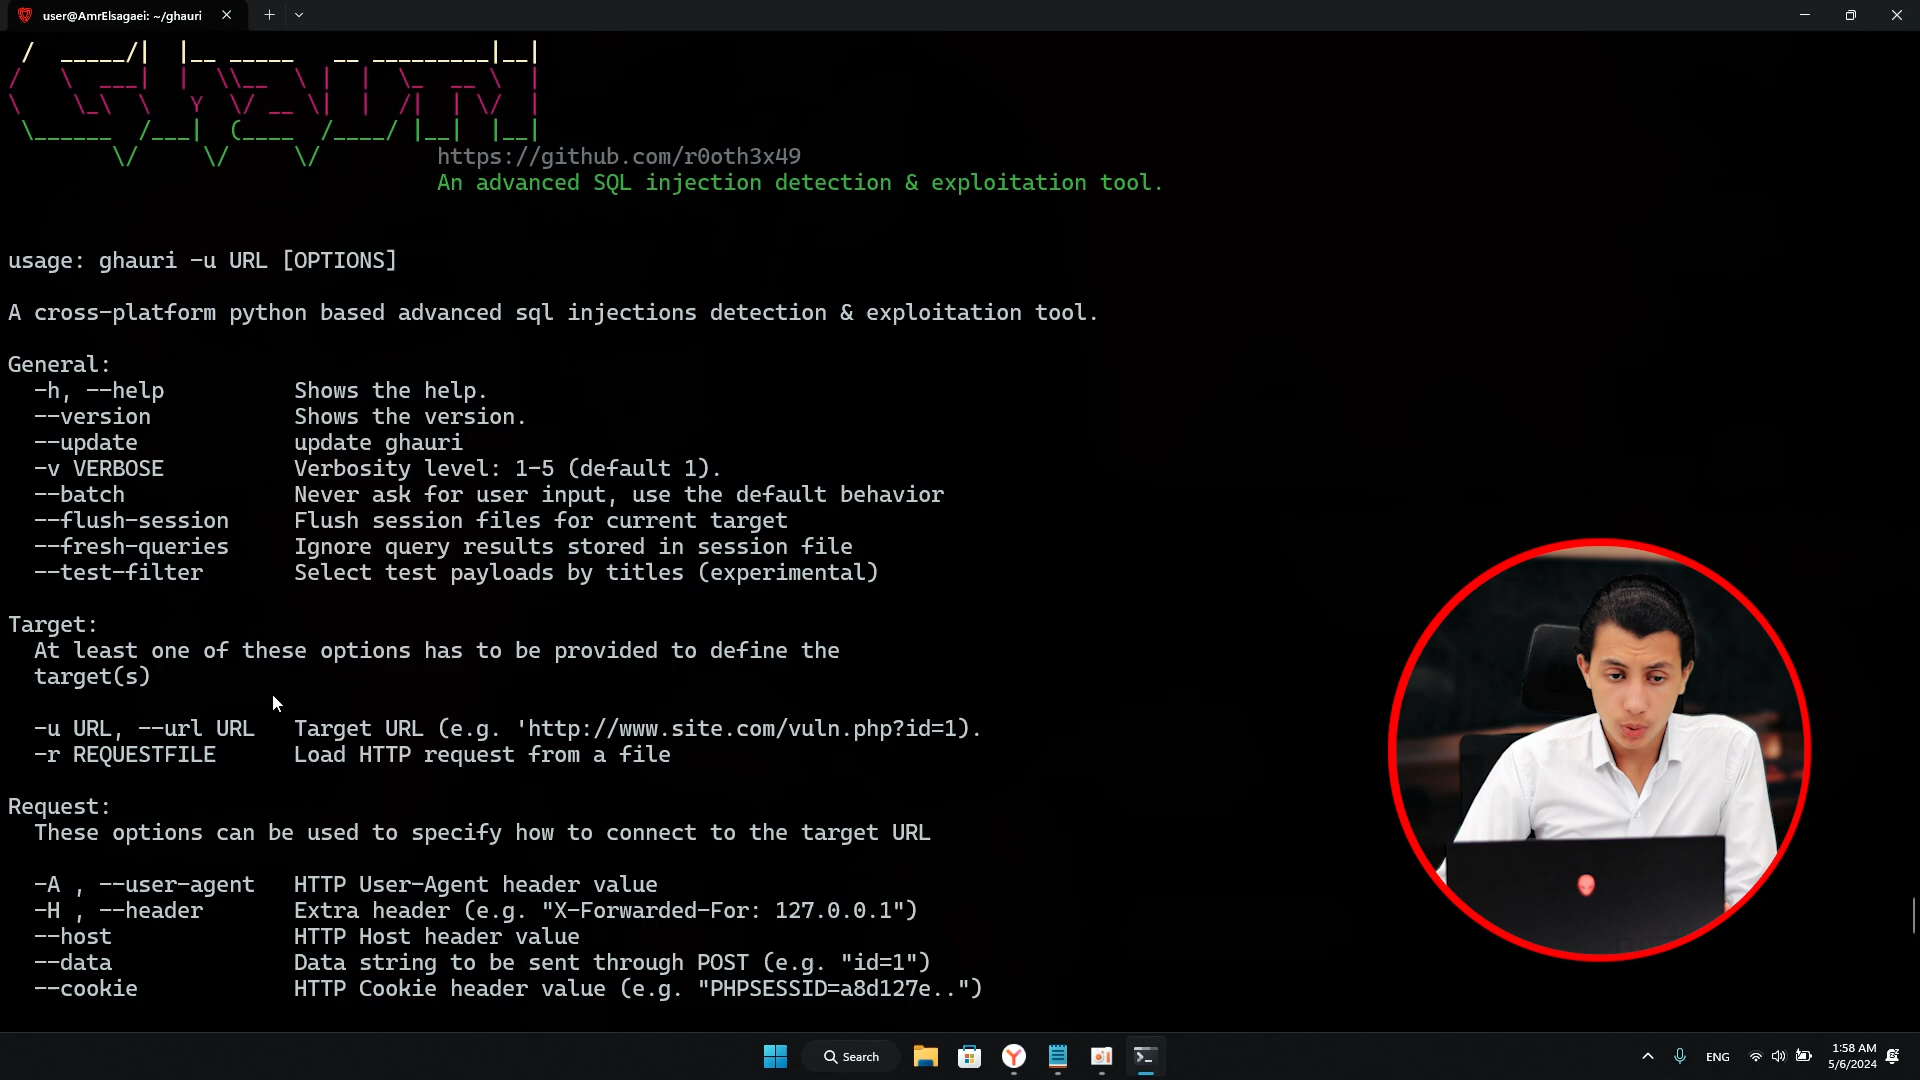 user@AmrElsagaei: ~/ghauri
https://github.com/r0oth3x49
An advanced SQL injection detection & exploitation tool.
usage: ghauri -u URL [OPTIONS]
A cross-platform python based advanced sql injections detection & exploitation tool.
General:
-h, --help Shows the help.
--version Shows the version.
--update update ghauri
-v VERBOSE Verbosity level: 1-5 (default 1).
--batch Never ask for user input, use the default behavior
--flush-session Flush session files for current target
--fresh-queries Ignore query results stored in session file
--test-filter Select test payloads by titles (experimental)
Target:
At least one of these options has to be provided to define the
target(s)
-u URL, --url URL Target URL (e.g. 'http://www.site.com/vuln.php?id=1).
-r REQUESTFILE Load HTTP request from a file
Request:
These options can be used to specify how to connect to the target URL
-A , --user-agent HTTP User-Agent header value
-H , --header Extra header (e.g. "X-Forwarded-For: 127.0.0.1")
--host HTTP Host header value
--data Data string to be sent through POST (e.g. "id=1")
--cookie HTTP Cookie header value (e.g. "PHPSESSID=a8d127e..")
Search
ENG
1:58 AM
5/6/2024